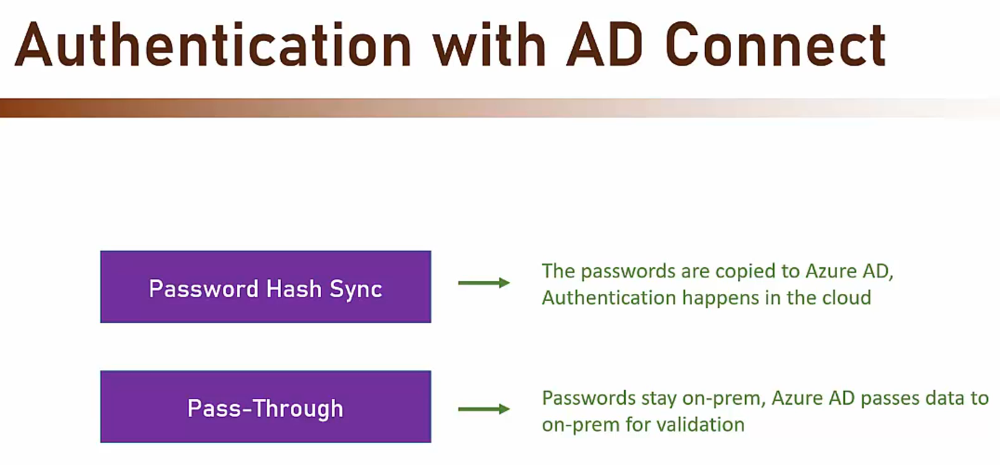 Authentication with AD Connect
Password Hash Sync
The passwords are copied to Azure AD,
Authentication happens in the cloud
Pass-Through
Passwords stay on-prem, Azure AD passes data to
on-prem for validation